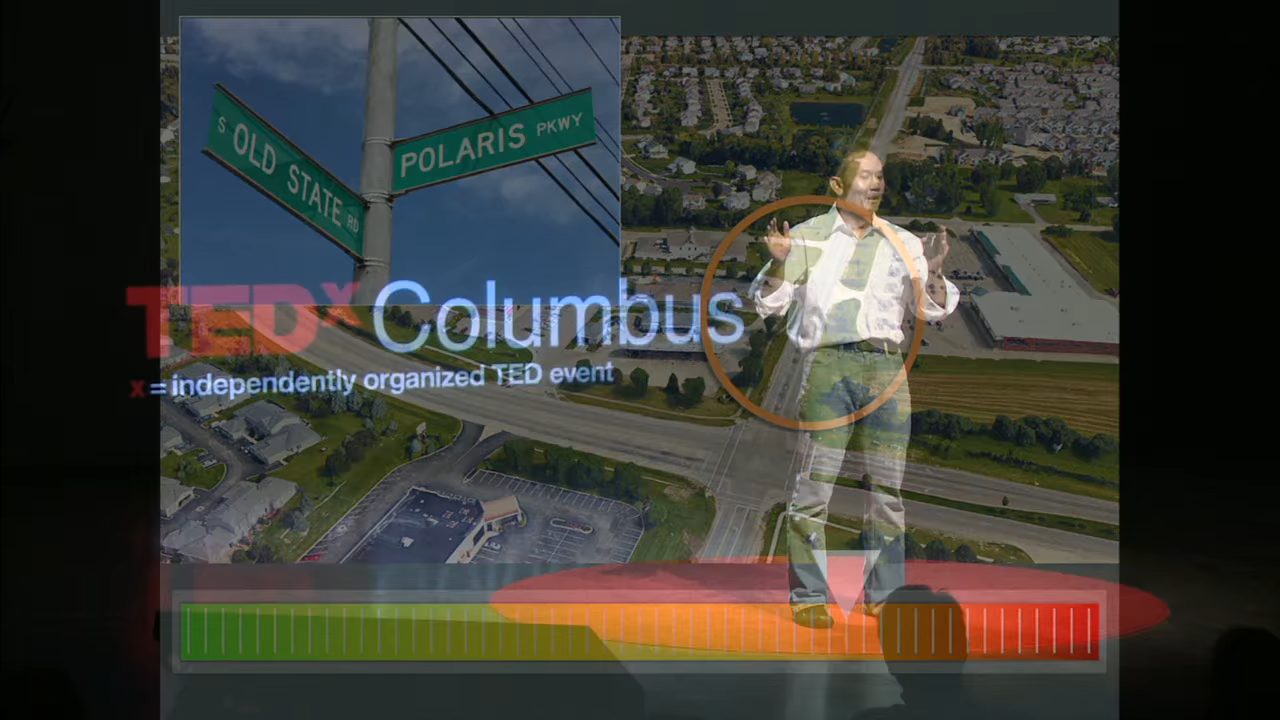 S OLD STATE RD
POLARIS PKWY
TEDx Columbus
x = independently organized TED event